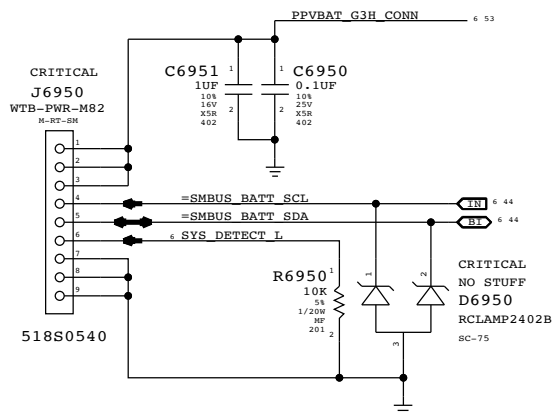 PPVBAT_G3H_CONN
6 53
CRITICAL
J6950
WTB-PWR-M82
M-RT-SM
C6951
1UF
10%
16V
X5R
402
1
2
C6950
0.1UF
10%
25V
X5R
402
1
2
1
2
3
4
5
6
7
8
9
=SMBUS_BATT_SCL
IN
6 44
=SMBUS_BATT_SDA
BI
6 44
6 SYS_DETECT_L
R6950
10K
5%
1/20W
MF
201
1
2
1
2
3
CRITICAL
NO STUFF
D6950
RCLAMP2402B
SC-75
518S0540